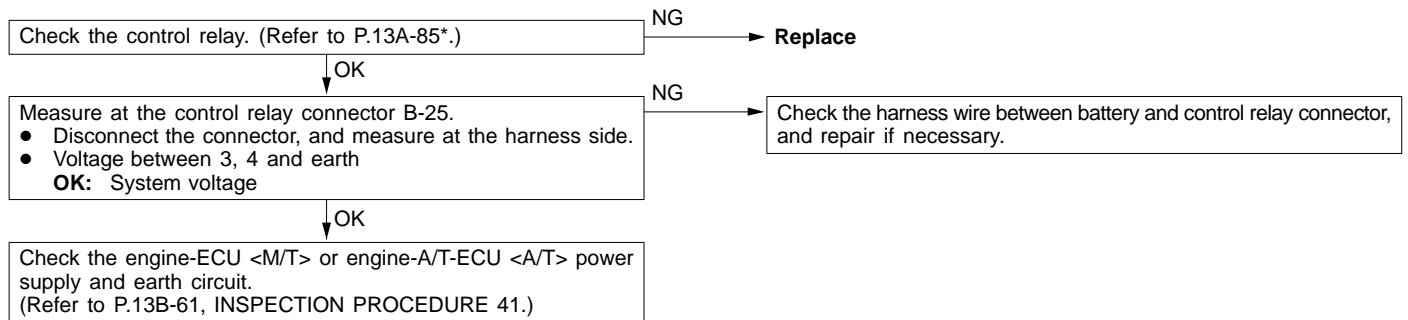 Check the control relay. (Refer to P.13A-85*.)
NG
Replace
OK
Measure at the control relay connector B-25.
● Disconnect the connector, and measure at the harness side.
● Voltage between 3, 4 and earth
OK: System voltage
NG
Check the harness wire between battery and control relay connector,
and repair if necessary.
OK
Check the engine-ECU <M/T> or engine-A/T-ECU <A/T> power
supply and earth circuit.
(Refer to P.13B-61, INSPECTION PROCEDURE 41.)